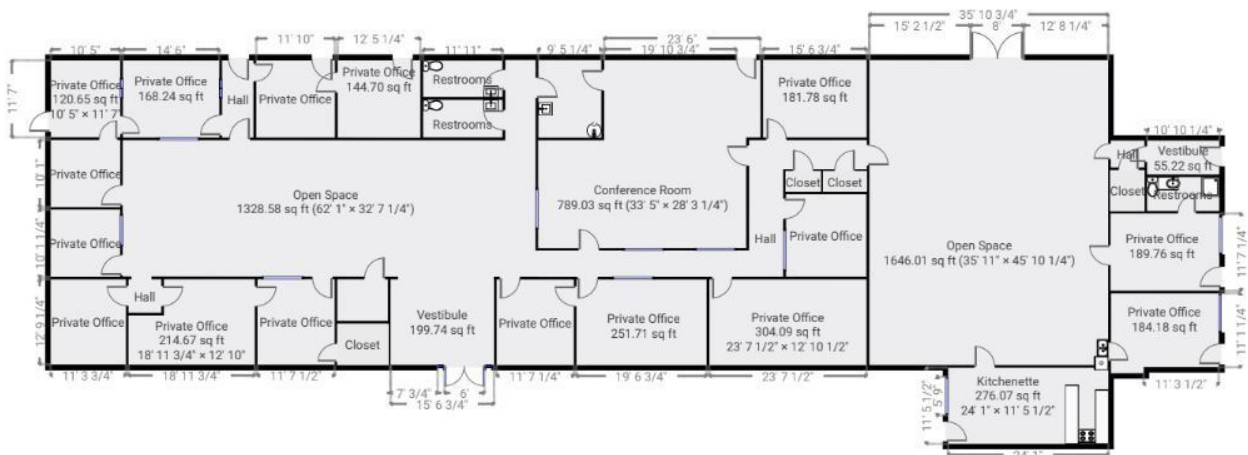 35' 10 3/4"
15' 2 1/2"
8'
12' 8 1/4"
23' 6"
10' 5"
14' 6"
11' 10"
12' 5 1/4"
11' 11"
9' 5 1/4"
19' 10 3/4"
15' 6 3/4"
11' 7"
Private Office
120.65 sq ft
10' 5" × 11' 7"
Private Office
168.24 sq ft
Hall
Private Office
Private Office
144.70 sq ft
Restrooms
Restrooms
Private Office
181.78 sq ft
10' 10 1/4"
Hall
Vestibule
55.22 sq ft
10' 1"
Private Office
Open Space
1328.58 sq ft (62' 1" × 32' 7 1/4")
Conference Room
789.03 sq ft (33' 5" × 28' 3 1/4")
Closet
Closet
Closet
Restrooms
10' 1 1/4"
Private Office
Hall
Private Office
Open Space
1646.01 sq ft (35' 11" × 45' 10 1/4")
Private Office
189.76 sq ft
11' 7 1/4"
12' 9 1/4"
Private Office
Hall
Private Office
214.67 sq ft
18' 11 3/4" × 12' 10"
Private Office
Closet
Vestibule
199.74 sq ft
Private Office
Private Office
251.71 sq ft
Private Office
304.09 sq ft
23' 7 1/2" × 12' 10 1/2"
Private Office
184.18 sq ft
11' 1 1/4"
11' 3 3/4"
18' 11 3/4"
11' 7 1/2"
7' 3/4"
6'
15' 6 3/4"
11' 7 1/4"
19' 6 3/4"
23' 7 1/2"
11' 3 1/2"
5' 9"
11' 5 1/2"
Kitchenette
276.07 sq ft
24' 1" × 11' 5 1/2"
24' 1"